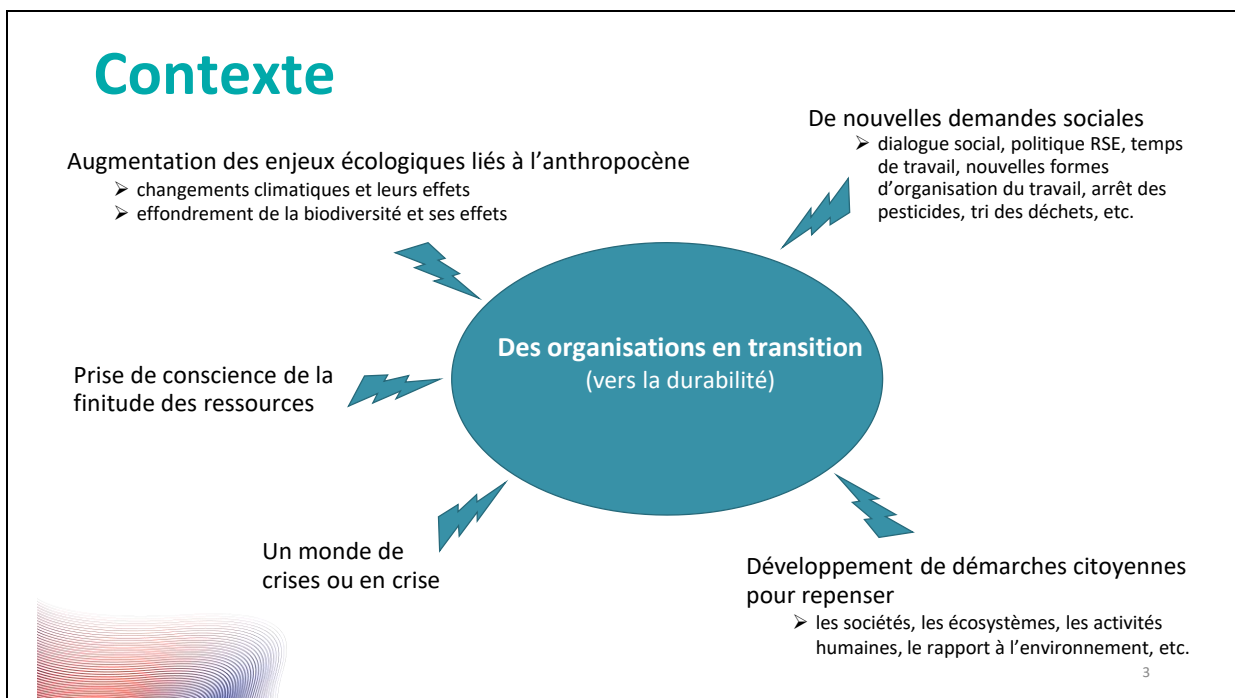 Contexte
De nouvelles demandes sociales
➢ dialogue social, politique RSE, temps
de travail, nouvelles formes
d’organisation du travail, arrêt des
pesticides, tri des déchets, etc.
Augmentation des enjeux écologiques liés à l’anthropocène
➢ changements climatiques et leurs effets
➢ effondrement de la biodiversité et ses effets
Des organisations en transition
(vers la durabilité)
Prise de conscience de la
finitude des ressources
Un monde de
crises ou en crise
Développement de démarches citoyennes
pour repenser
➢ les sociétés, les écosystèmes, les activités
humaines, le rapport à l’environnement, etc.
3